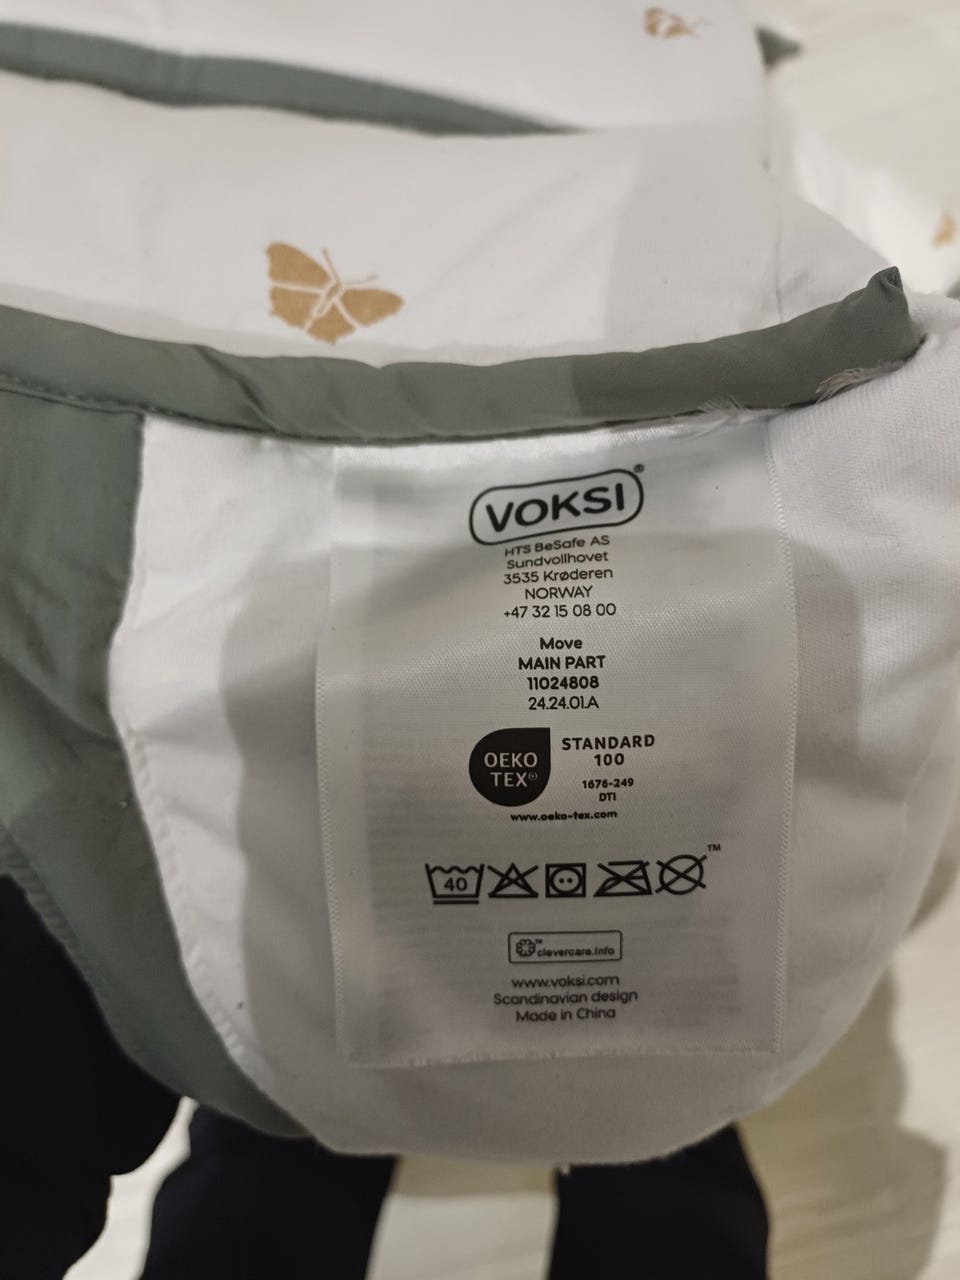 VOKSI®
HTS BeSafe AS
Sundvollhovet
3535 Krøderen
NORWAY
+47 32 15 08 00
Move
MAIN PART
11024808
24.24.01.A
OEKO
TEX®
STANDARD
100
1676-249
DTI
www.oeko-tex.com
40
TM
clevercare.info
www.voksi.com
Scandinavian design
Made in China